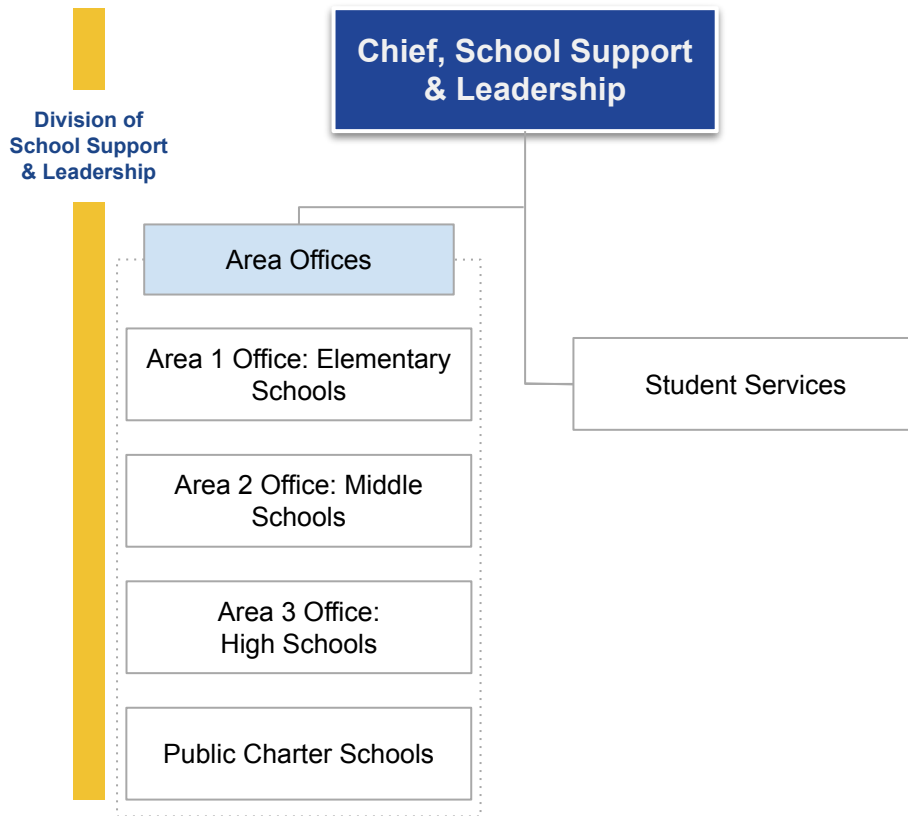 Chief, School Support
& Leadership
Division of
School Support
& Leadership
Area Offices
Area 1 Office: Elementary
Schools
Student Services
Area 2 Office: Middle
Schools
Area 3 Office:
High Schools
Public Charter Schools